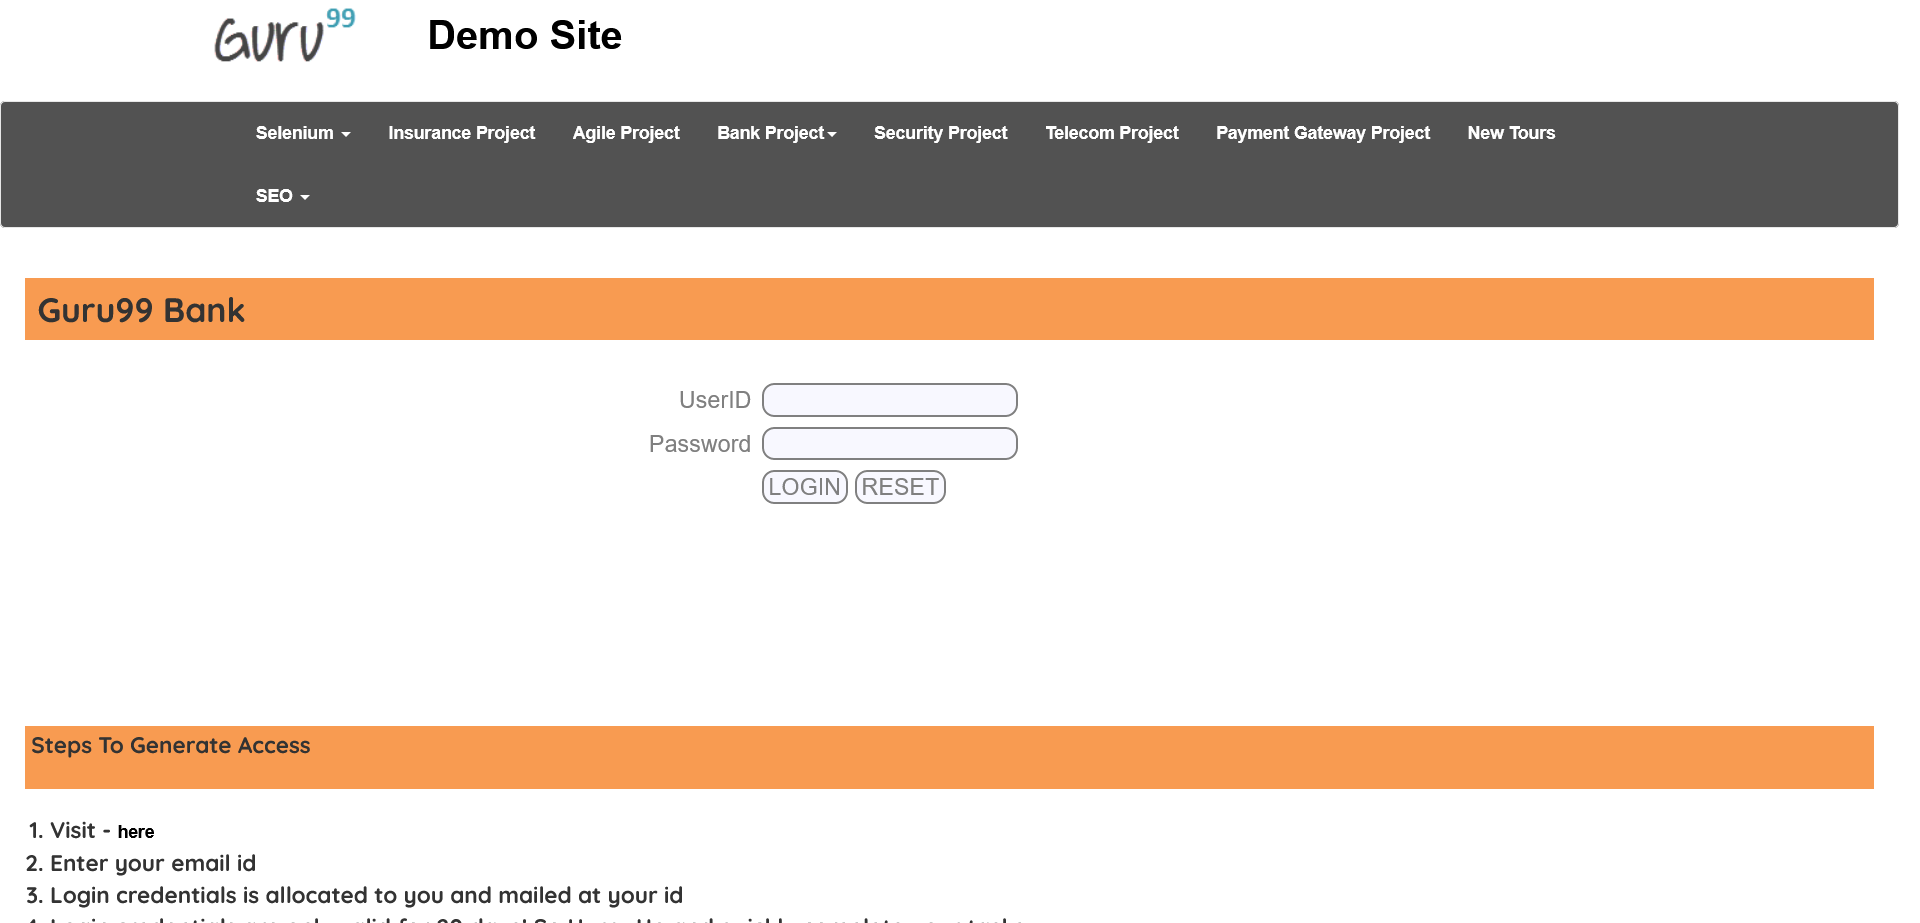 Guru99
Demo Site
Selenium Insurance Project Agile Project Bank Project Security Project Telecom Project Payment Gateway Project New Tours
SEO
Guru99 Bank
UserID
Password
LOGIN RESET
Steps To Generate Access
1. Visit - here
2. Enter your email id
3. Login credentials is allocated to you and mailed at your id